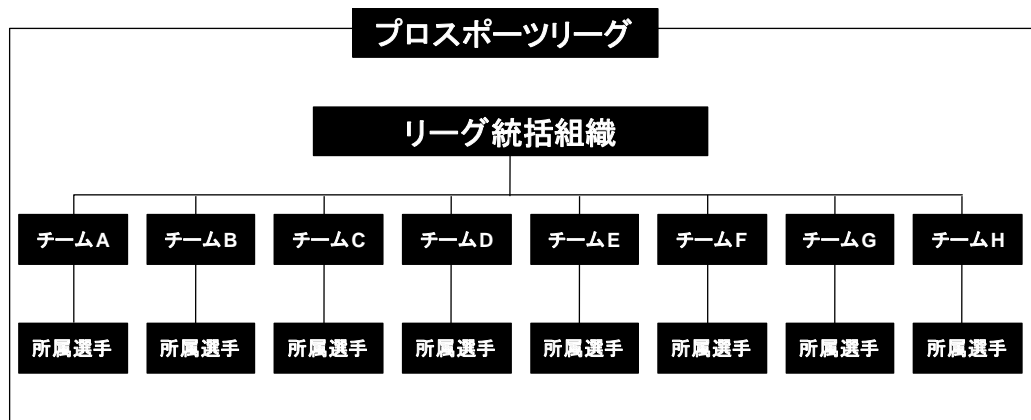 プロスポーツリーグ
リーグ統括組織
チームA チームB チームC チームD チームE チームF チームG チームH
所属選手 所属選手 所属選手 所属選手 所属選手 所属選手 所属選手 所属選手